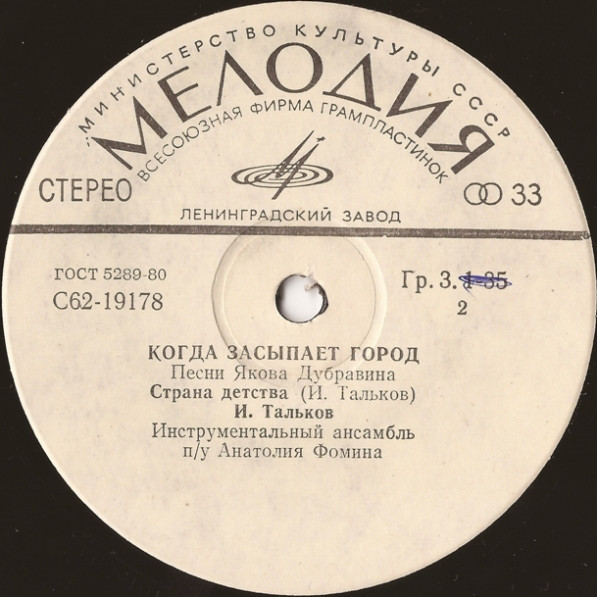 МИНИСТЕРСТВО КУЛЬТУРЫ СССР
МЕЛОДИЯ
ВСЕСОЮЗНАЯ ФИРМА ГРАМПЛАСТИНОК
СТЕРЕО
33
ЛЕНИНГРАДСКИЙ ЗАВОД
ГОСТ 5289-80
Гр. 3. 1-35
С62-19178
2
КОГДА ЗАСЫПАЕТ ГОРОД
Песни Якова Дубравина
Страна детства (И. Тальков)
И. Тальков
Инструментальный ансамбль
п/у Анатолия Фомина